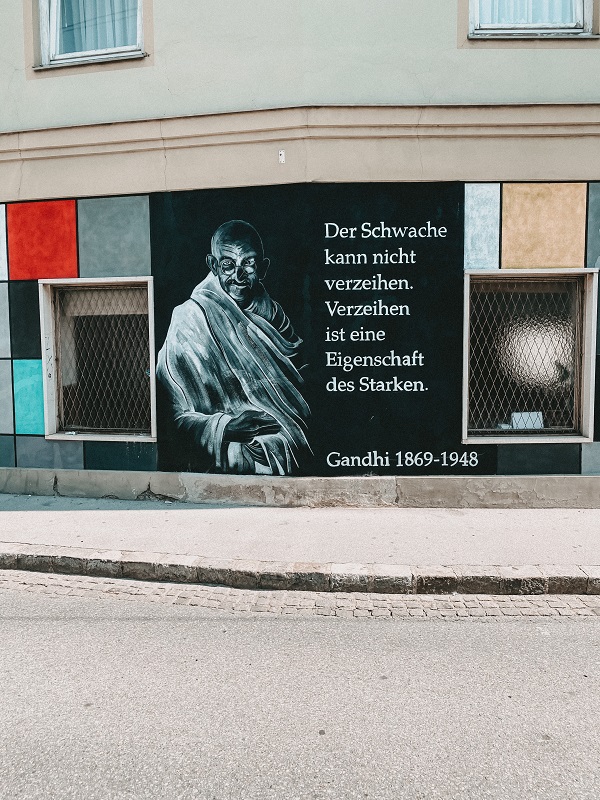 Der Schwache
kann nicht
verzeihen.
Verzeihen
ist eine
Eigenschaft
des Starken.
Gandhi 1869-1948